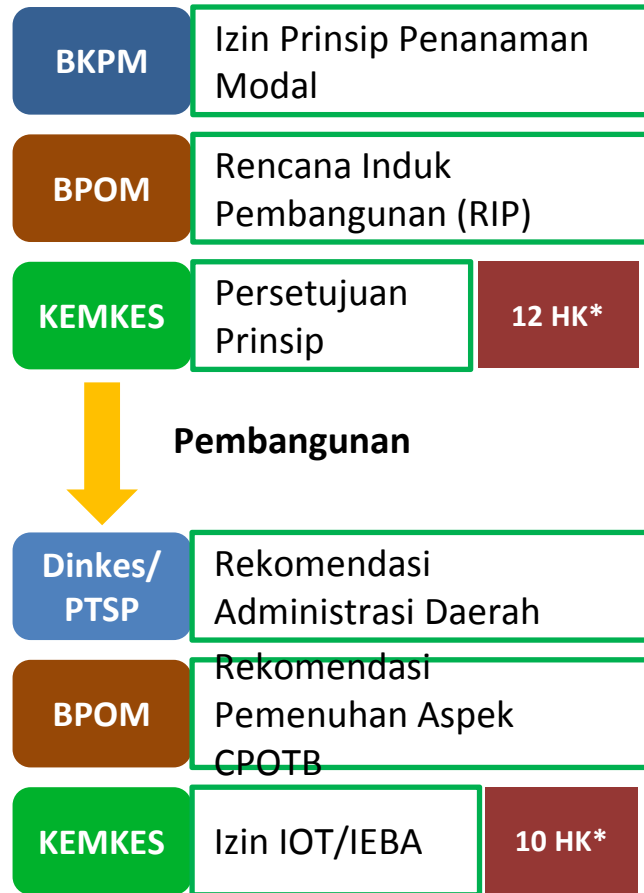 BKPM
Izin Prinsip Penanaman
Modal
BPOM
Rencana Induk
Pembangunan (RIP)
KEMKES
Persetujuan
Prinsip
12 HK*
Pembangunan
Dinkes/
PTSP
Rekomendasi
Administrasi Daerah
BPOM
Rekomendasi
Pemenuhan Aspek
CPOTB
KEMKES
Izin IOT/IEBA
10 HK*